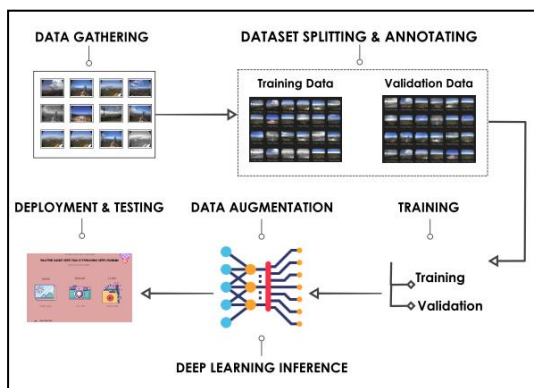 DATA GATHERING
DATASET SPLITTING & ANNOTATING
Training Data
Validation Data
DEPLOYMENT & TESTING
DATA AUGMENTATION
TRAINING
Training
Validation
DEEP LEARNING INFERENCE